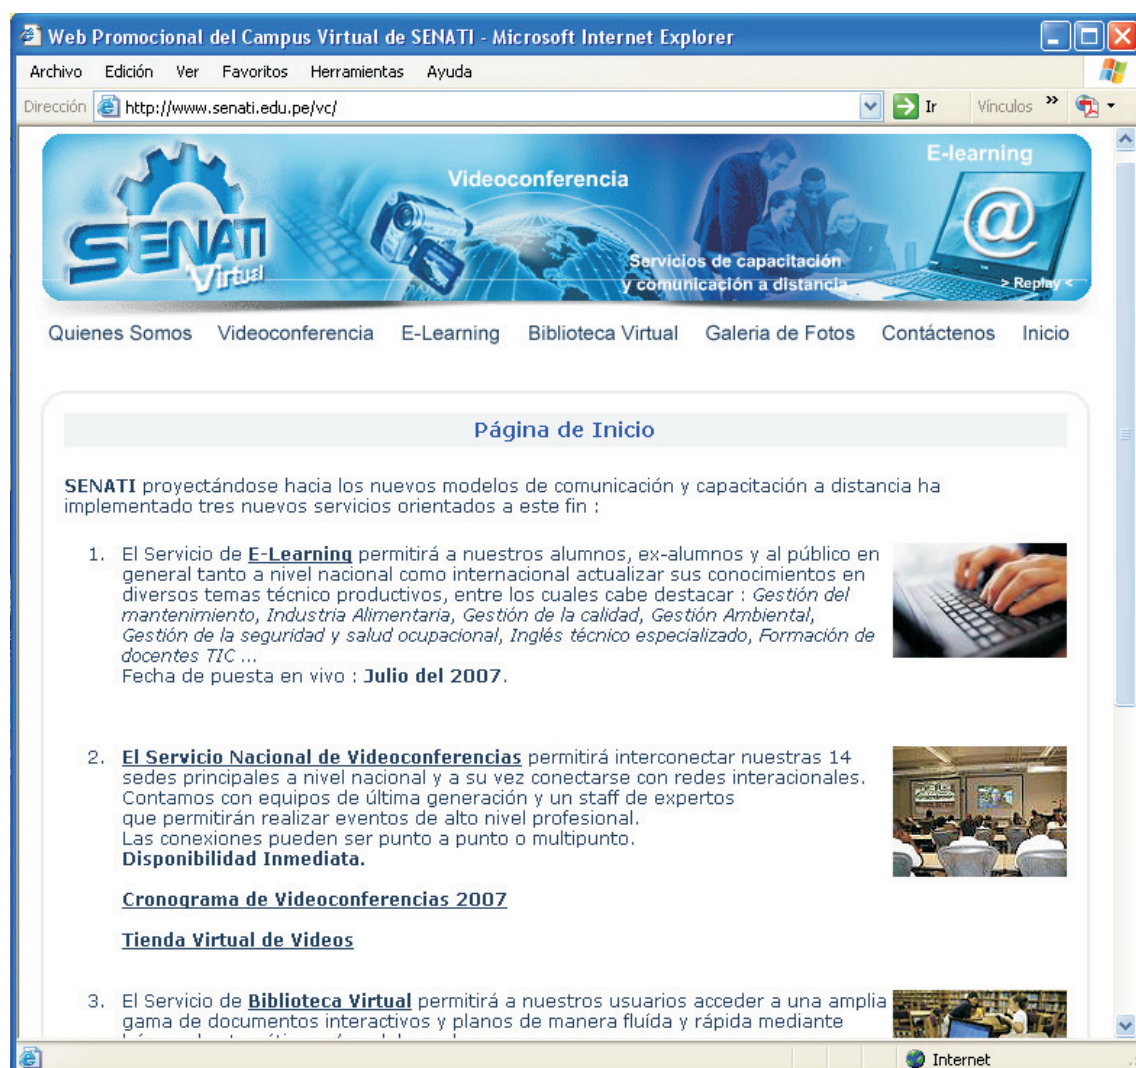 Web Promocional del Campus Virtual de SENATI - Microsoft Internet Explorer
Archivo Edición Ver Favoritos Herramientas Ayuda
Dirección http://www.senati.edu.pe/vc/ Ir Vínculos »
E-learning
Videoconferencia
@
SENATI
Virtual
Servicios de capacitación
y comunicación a distancia
> Replay <
Quienes Somos Videoconferencia E-Learning Biblioteca Virtual Galeria de Fotos Contáctenos Inicio
Página de Inicio
SENATI proyectándose hacia los nuevos modelos de comunicación y capacitación a distancia ha
implementado tres nuevos servicios orientados a este fin :
1. El Servicio de E-Learning permitirá a nuestros alumnos, ex-alumnos y al público en
general tanto a nivel nacional como internacional actualizar sus conocimientos en
diversos temas técnico productivos, entre los cuales cabe destacar : Gestión del
mantenimiento, Industria Alimentaria, Gestión de la calidad, Gestión Ambiental,
Gestión de la seguridad y salud ocupacional, Inglés técnico especializado, Formación de
docentes TIC ...
Fecha de puesta en vivo : Julio del 2007.
2. El Servicio Nacional de Videoconferencias permitirá interconectar nuestras 14
sedes principales a nivel nacional y a su vez conectarse con redes interacionales.
Contamos con equipos de última generación y un staff de expertos
que permitirán realizar eventos de alto nivel profesional.
Las conexiones pueden ser punto a punto o multipunto.
Disponibilidad Inmediata.
Cronograma de Videoconferencias 2007
Tienda Virtual de Videos
3. El Servicio de Biblioteca Virtual permitirá a nuestros usuarios acceder a una amplia
gama de documentos interactivos y planos de manera fluída y rápida mediante
Internet